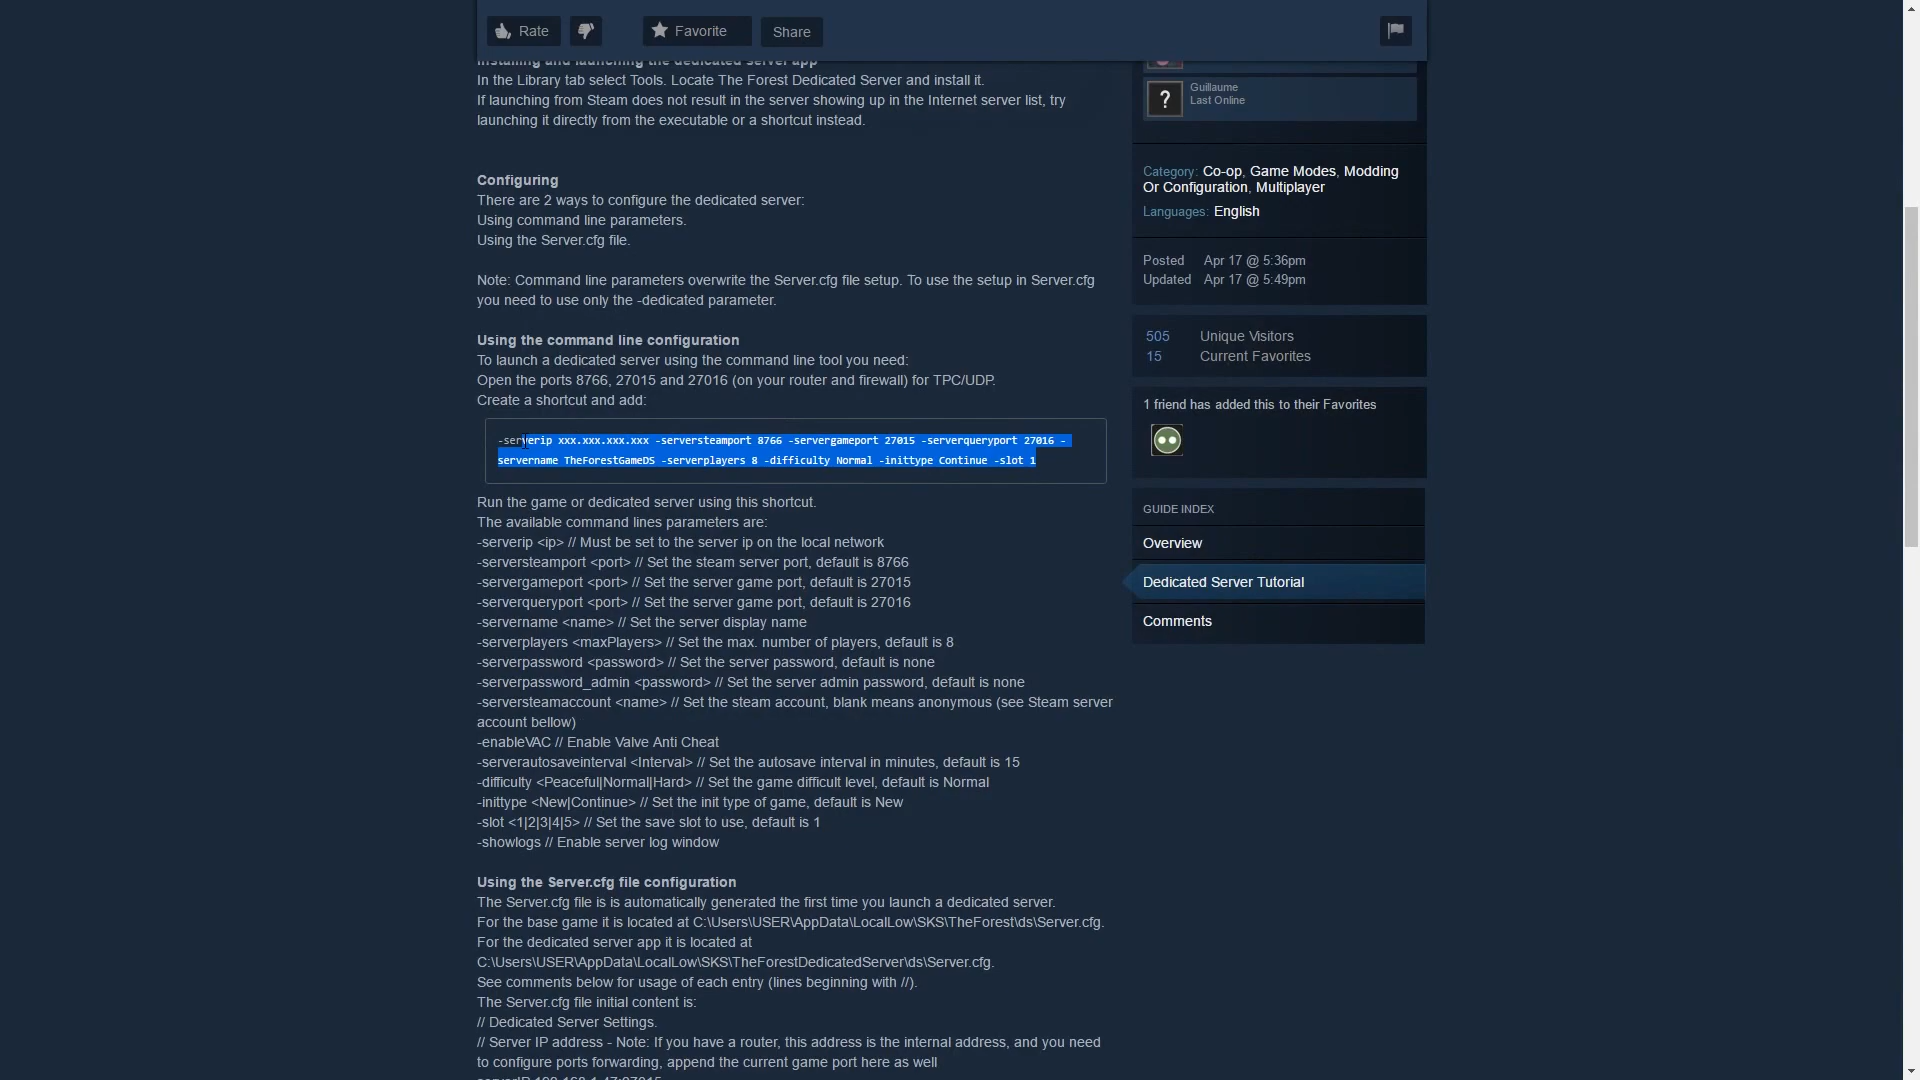 Rate
Favorite
Share
Installing and launching the dedicated server app
In the Library tab select Tools. Locate The Forest Dedicated Server and install it.
If launching from Steam does not result in the server showing up in the Internet server list, try
launching it directly from the executable or a shortcut instead.
Configuring
There are 2 ways to configure the dedicated server:
Using command line parameters.
Using the Server.cfg file.
Note: Command line parameters overwrite the Server.cfg file setup. To use the setup in Server.cfg
you need to use only the -dedicated parameter.
Using the command line configuration
To launch a dedicated server using the command line tool you need:
Open the ports 8766, 27015 and 27016 (on your router and firewall) for TPC/UDP.
Create a shortcut and add:
-serverip xxx.xxx.xxx.xxx -serversteamport 8766 -servergameport 27015 -serverqueryport 27016 -
servername TheForestGameDS -serverplayers 8 -difficulty Normal -inittype Continue -slot 1
Run the game or dedicated server using this shortcut.
The available command lines parameters are:
-serverip <ip> // Must be set to the server ip on the local network
-serversteamport <port> // Set the steam server port, default is 8766
-servergameport <port> // Set the server game port, default is 27015
-serverqueryport <port> // Set the server game port, default is 27016
-servername <name> // Set the server display name
-serverplayers <maxPlayers> // Set the max. number of players, default is 8
-serverpassword <password> // Set the server password, default is none
-serverpassword_admin <password> // Set the server admin password, default is none
-serversteamaccount <name> // Set the steam account, blank means anonymous (see Steam server
account bellow)
-enableVAC // Enable Valve Anti Cheat
-serverautosaveinterval <Interval> // Set the autosave interval in minutes, default is 15
-difficulty <Peaceful|Normal|Hard> // Set the game difficult level, default is Normal
-inittype <New|Continue> // Set the init type of game, default is New
-slot <1|2|3|4|5> // Set the save slot to use, default is 1
-showlogs // Enable server log window
Using the Server.cfg file configuration
The Server.cfg file is is automatically generated the first time you launch a dedicated server.
For the base game it is located at C:\Users\USER\AppData\LocalLow\SKS\TheForest\ds\Server.cfg.
For the dedicated server app it is located at
C:\Users\USER\AppData\LocalLow\SKS\TheForestDedicatedServer\ds\Server.cfg.
See comments below for usage of each entry (lines beginning with //).
The Server.cfg file initial content is:
// Dedicated Server Settings.
// Server IP address - Note: If you have a router, this address is the internal address, and you need
to configure ports forwarding, append the current game port here as well
Guillaume
Last Online
Category: Co-op, Game Modes, Modding
Or Configuration, Multiplayer
Languages: English
Posted Apr 17 @ 5:36pm
Updated Apr 17 @ 5:49pm
505 Unique Visitors
15 Current Favorites
1 friend has added this to their Favorites
GUIDE INDEX
Overview
Dedicated Server Tutorial
Comments